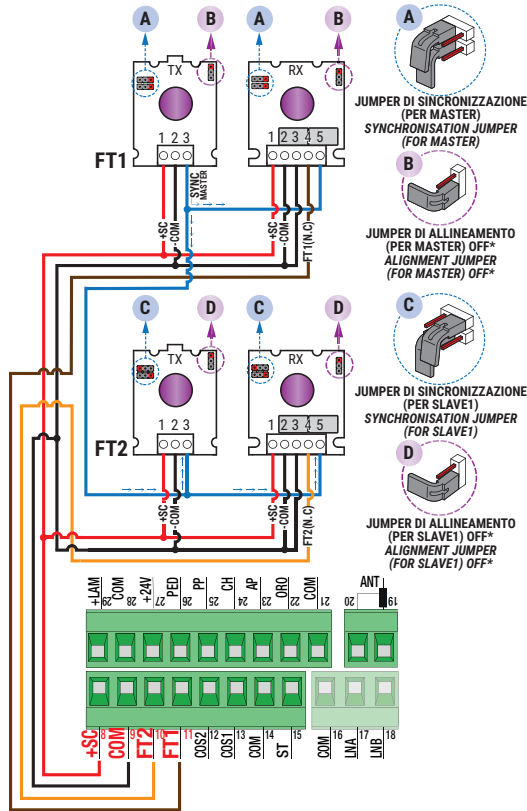 A B A B A
TX RX
1 2 3 1 2 3 4 5
FT1
JUMPER DI SINCRONIZZAZIONE
(PER MASTER)
SYNCHRONISATION JUMPER
(FOR MASTER)
B
SYNC
MASTER
+SC
-COM
+SC
-COM
FT1(N.C)
JUMPER DI ALLINEAMENTO
(PER MASTER) OFF*
ALIGNMENT JUMPER
(FOR MASTER) OFF*
C D C D C
TX RX
1 2 3 1 2 3 4 5
FT2
JUMPER DI SINCRONIZZAZIONE
(PER SLAVE1)
SYNCHRONISATION JUMPER
(FOR SLAVE1)
D
+SC
-COM
+SC
-COM
FT2(N.C)
JUMPER DI ALLINEAMENTO
(PER SLAVE1) OFF*
ALIGNMENT JUMPER
(FOR SLAVE1) OFF*
+LAM 29
COM 28
+24V 27
PED 26
PP 25
CH 24
AP 23
ORO 22
COM 21
ANT
20
19
+SC 8
COM 9
FT2 10
FT1 11
COS2 12
COS1 13
COM 14
ST 15
COM 16
LNA 17
LNB 18